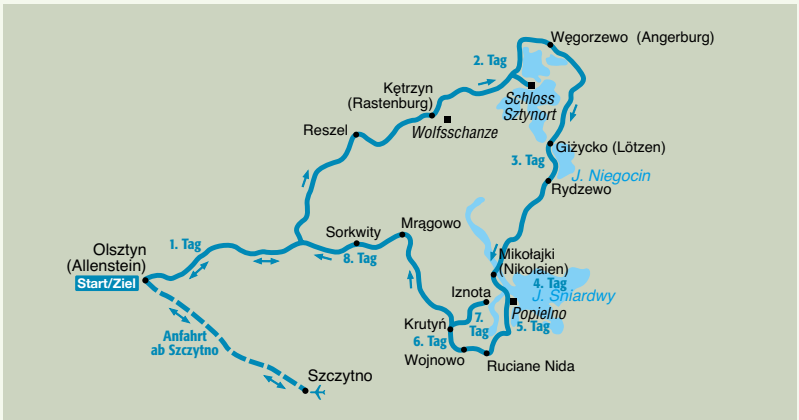 Węgorzewo (Angerburg)
2. Tag
Kętrzyn
(Rastenburg)
Schloss
Sztynort
Reszel
Wolfsschanze
Giżycko (Lötzen)
3. Tag
J. Niegocin
Rydzewo
Mrągowo
Sorkwity
1. Tag
8. Tag
Olsztyn
(Allenstein)
Start/Ziel
Mikołajki
(Nikolaien)
4. Tag
Iznota
J. Sniardwy
Popielno
5. Tag
7.
Tag
Krutyń
6. Tag
Wojnowo
Ruciane Nida
Anfahrt
ab Szczytno
Szczytno